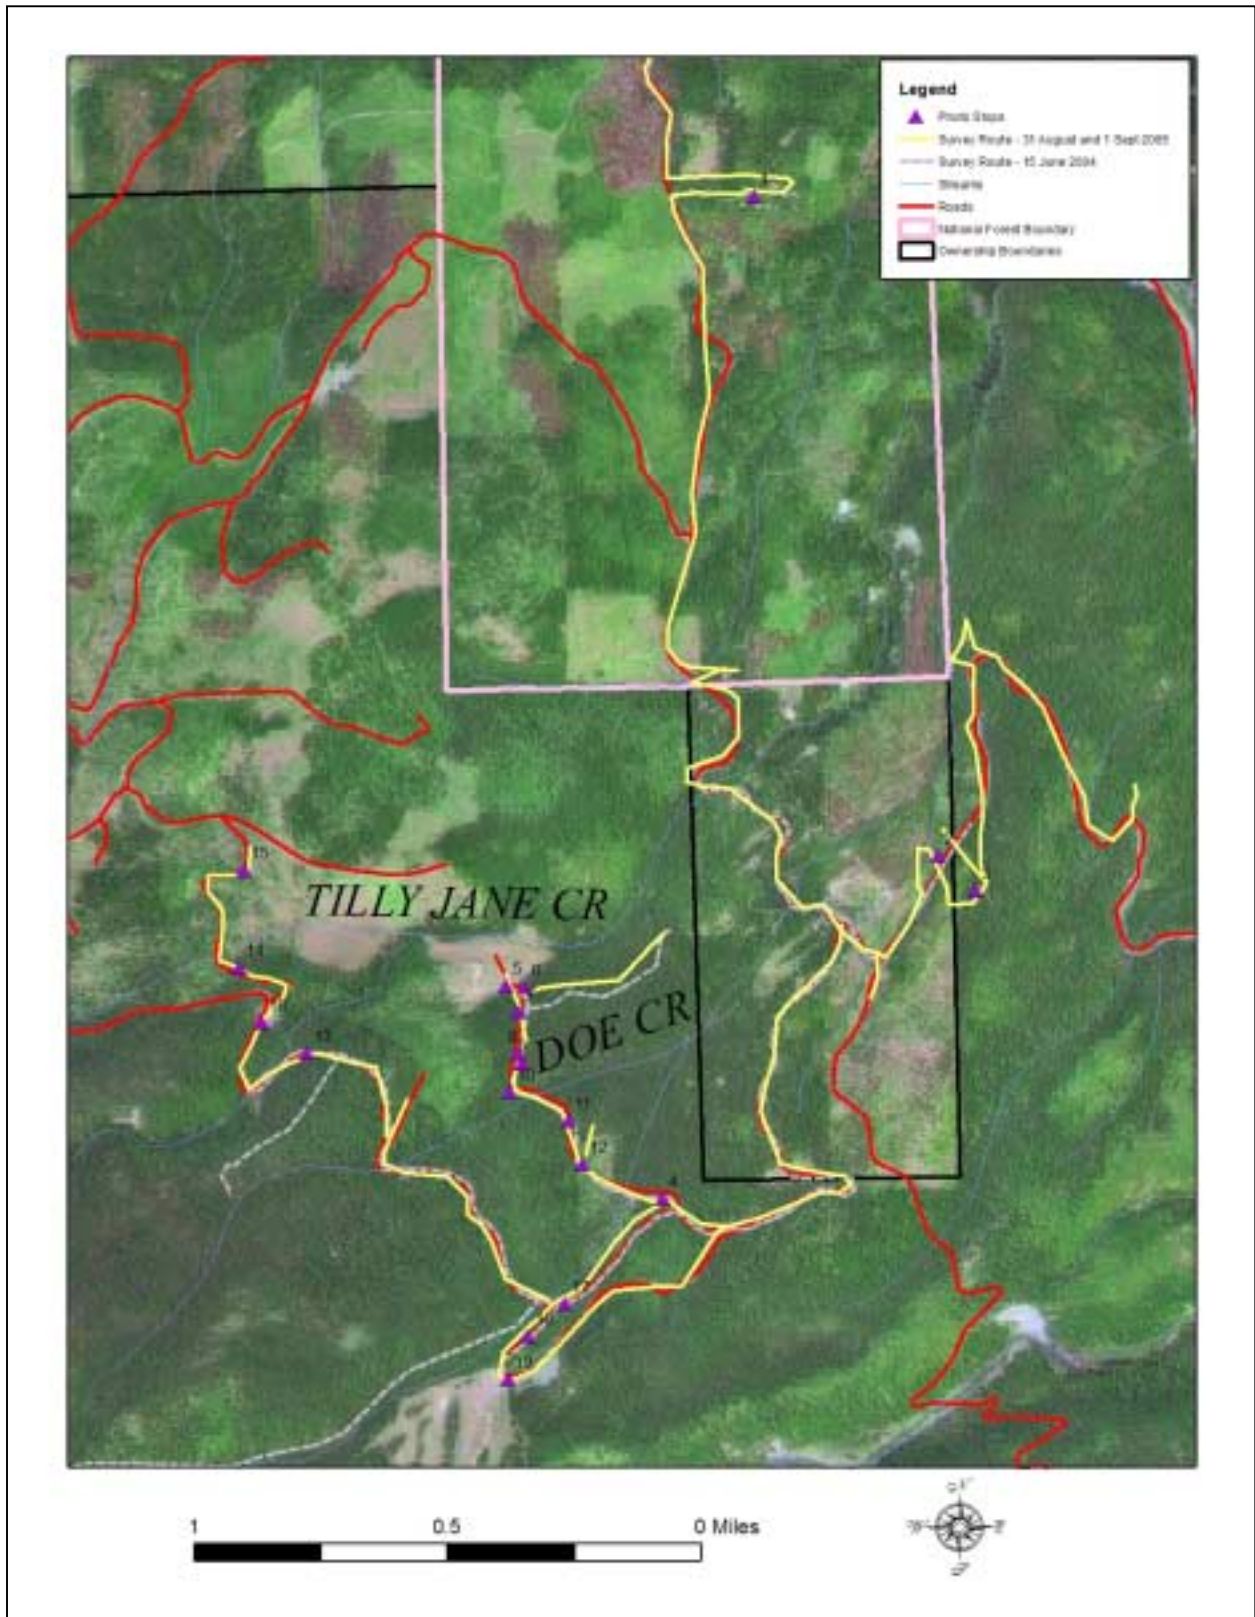 Legend
Photo Stops
Survey Route - 31 August and 1 Sept
Survey Route - 15 June 2004
Streams
Roads
National Forest Boundary
Ownership Boundaries
15
TILLY JANE CR
14
5 6
DOE CR
13
10
11
12
4
19
1 0.5 0 Miles